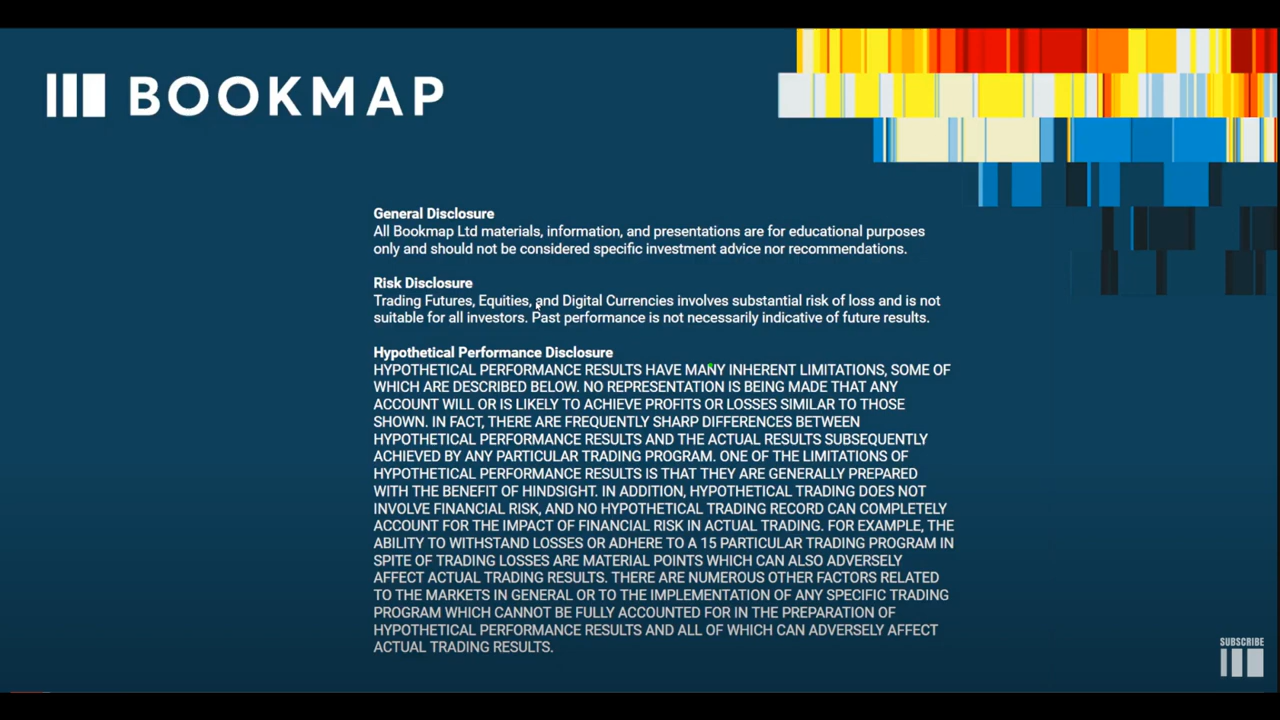 BOOKMAP
General Disclosure
All Bookmap Ltd materials, information, and presentations are for educational purposes
only and should not be considered specific investment advice nor recommendations.
Risk Disclosure
Trading Futures, Equities, and Digital Currencies involves substantial risk of loss and is not
suitable for all investors. Past performance is not necessarily indicative of future results.
Hypothetical Performance Disclosure
HYPOTHETICAL PERFORMANCE RESULTS HAVE MANY INHERENT LIMITATIONS, SOME OF
WHICH ARE DESCRIBED BELOW. NO REPRESENTATION IS BEING MADE THAT ANY
ACCOUNT WILL OR IS LIKELY TO ACHIEVE PROFITS OR LOSSES SIMILAR TO THOSE
SHOWN. IN FACT, THERE ARE FREQUENTLY SHARP DIFFERENCES BETWEEN
HYPOTHETICAL PERFORMANCE RESULTS AND THE ACTUAL RESULTS SUBSEQUENTLY
ACHIEVED BY ANY PARTICULAR TRADING PROGRAM. ONE OF THE LIMITATIONS OF
HYPOTHETICAL PERFORMANCE RESULTS IS THAT THEY ARE GENERALLY PREPARED
WITH THE BENEFIT OF HINDSIGHT. IN ADDITION, HYPOTHETICAL TRADING DOES NOT
INVOLVE FINANCIAL RISK, AND NO HYPOTHETICAL TRADING RECORD CAN COMPLETELY
ACCOUNT FOR THE IMPACT OF FINANCIAL RISK IN ACTUAL TRADING. FOR EXAMPLE, THE
ABILITY TO WITHSTAND LOSSES OR ADHERE TO A 15 PARTICULAR TRADING PROGRAM IN
SPITE OF TRADING LOSSES ARE MATERIAL POINTS WHICH CAN ALSO ADVERSELY
AFFECT ACTUAL TRADING RESULTS. THERE ARE NUMEROUS OTHER FACTORS RELATED
TO THE MARKETS IN GENERAL OR TO THE IMPLEMENTATION OF ANY SPECIFIC TRADING
PROGRAM WHICH CANNOT BE FULLY ACCOUNTED FOR IN THE PREPARATION OF
HYPOTHETICAL PERFORMANCE RESULTS AND ALL OF WHICH CAN ADVERSELY AFFECT
ACTUAL TRADING RESULTS.
SUBSCRIBE